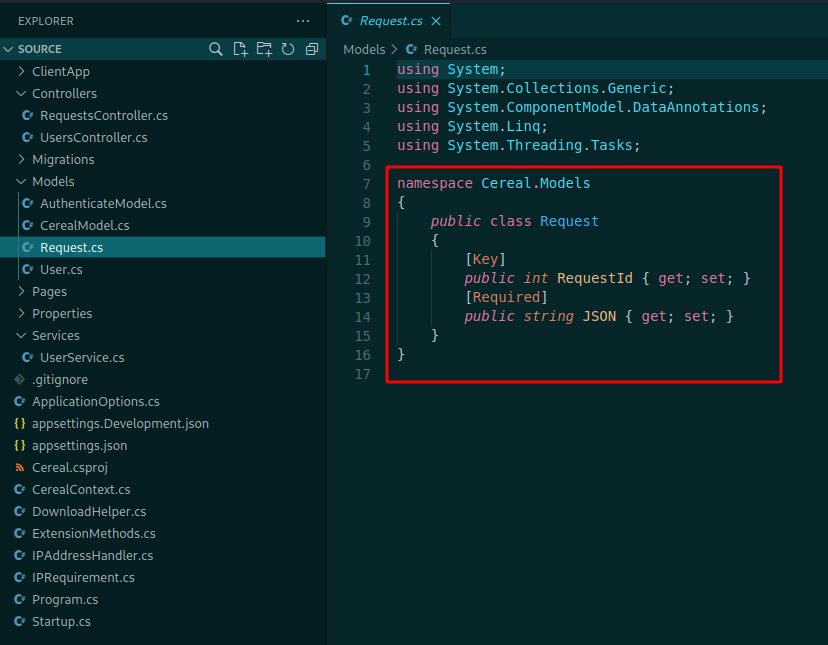 EXPLORER
SOURCE
ClientApp
Controllers
RequestsController.cs
UsersController.cs
Migrations
Models
AuthenticateModel.cs
CerealModel.cs
Request.cs
User.cs
Pages
Properties
Services
UserService.cs
.gitignore
ApplicationOptions.cs
{ } appsettings.Development.json
{ } appsettings.json
Cereal.csproj
CerealContext.cs
DownloadHelper.cs
ExtensionMethods.cs
IPAddressHandler.cs
IPRequirement.cs
Program.cs
Startup.cs
Request.cs
Models > Request.cs
1 using System;
2 using System.Collections.Generic;
3 using System.ComponentModel.DataAnnotations;
4 using System.Linq;
5 using System.Threading.Tasks;
6
7 namespace Cereal.Models
8 {
9 public class Request
10 {
11 [Key]
12 public int RequestId { get; set; }
13 [Required]
14 public string JSON { get; set; }
15 }
16 }
17